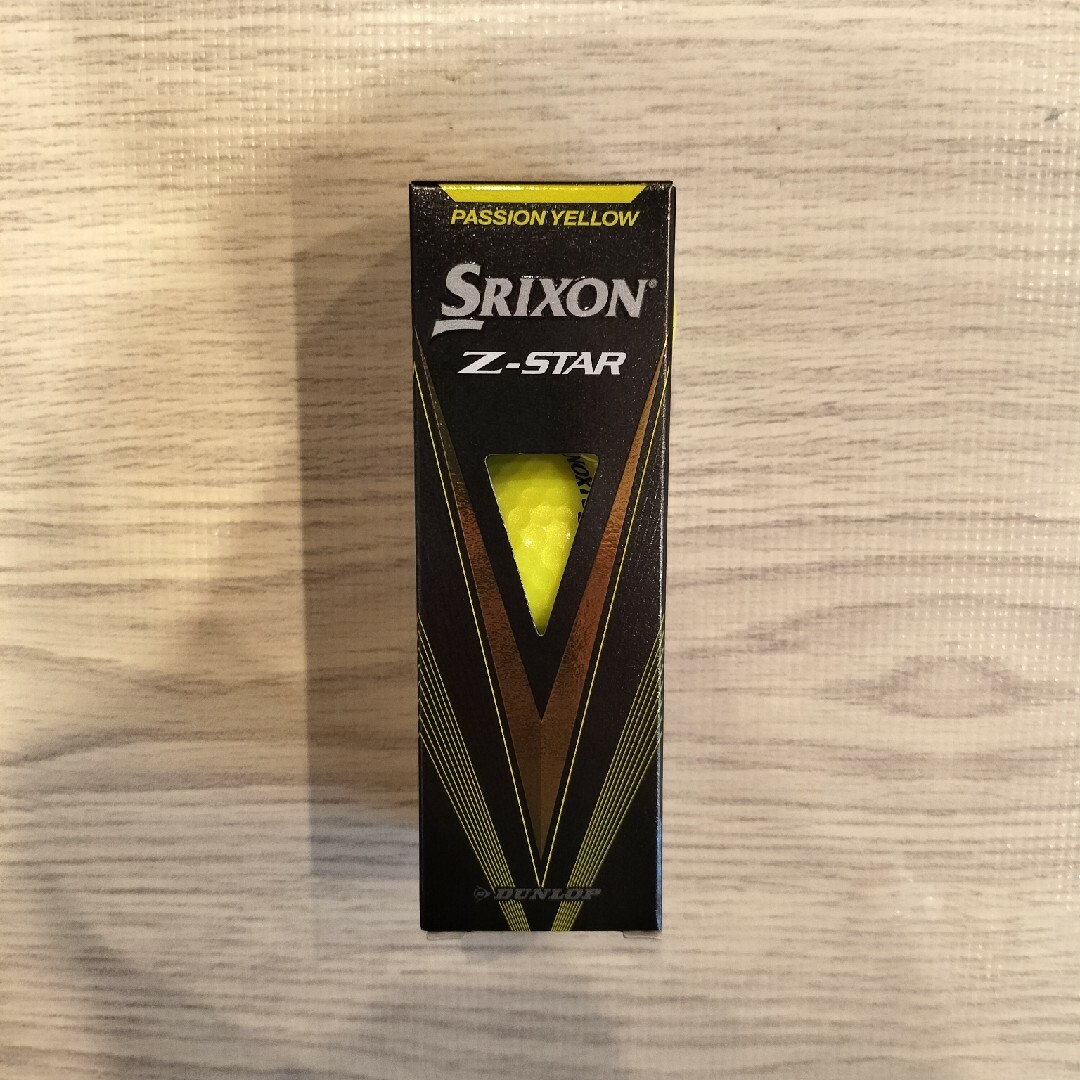 PASSION YELLOW
SRIXON®
Z-STAR
DUNLOP